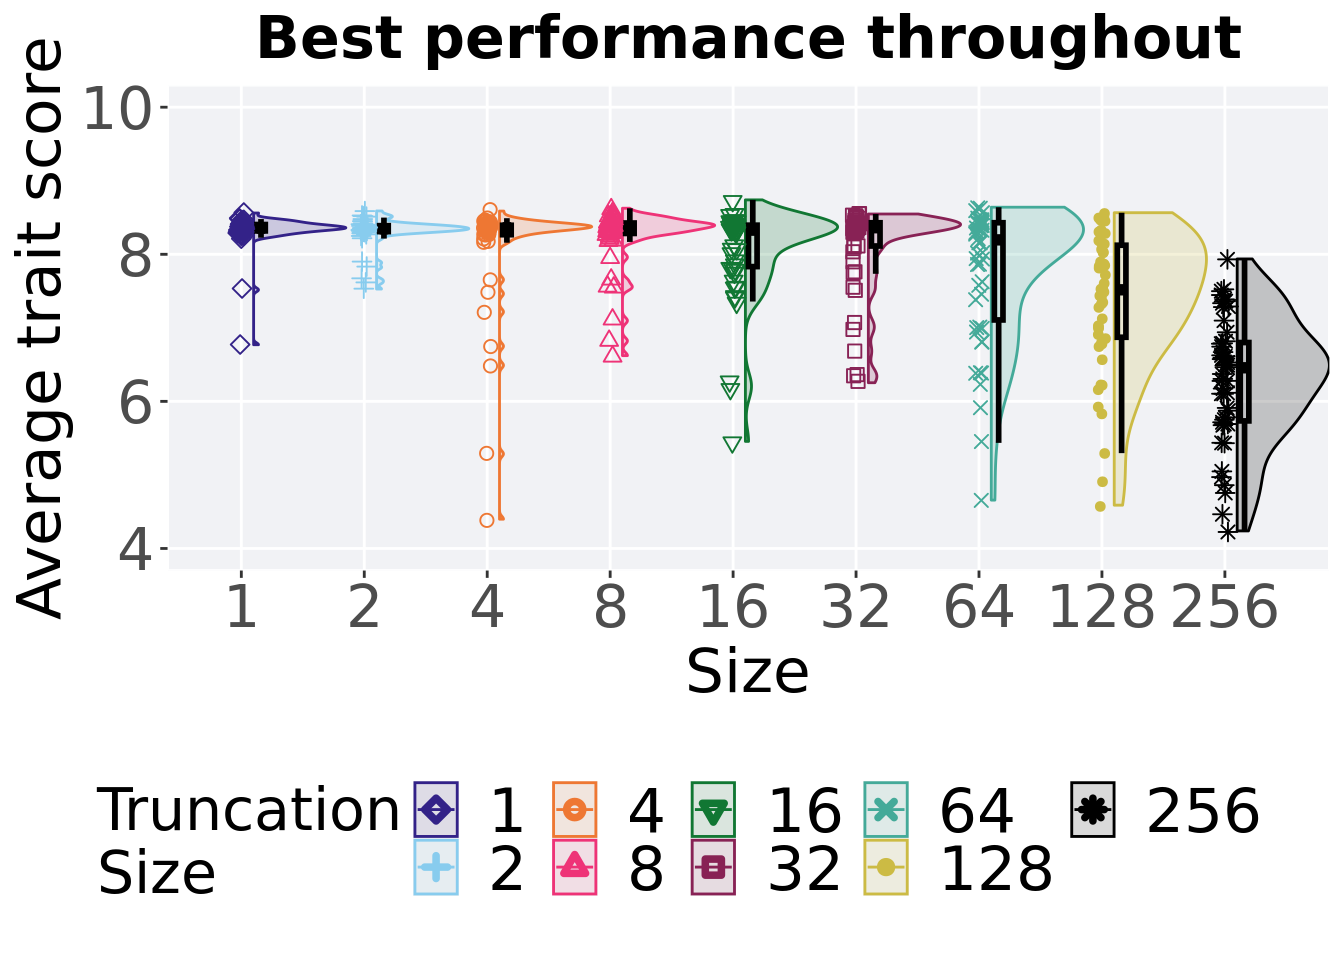 Best performance throughout
Average trait score
10
8
6
4
1 2 4 8 16 32 64 128 256
Size
Truncation Size
1 4 16 64 256
2 8 32 128